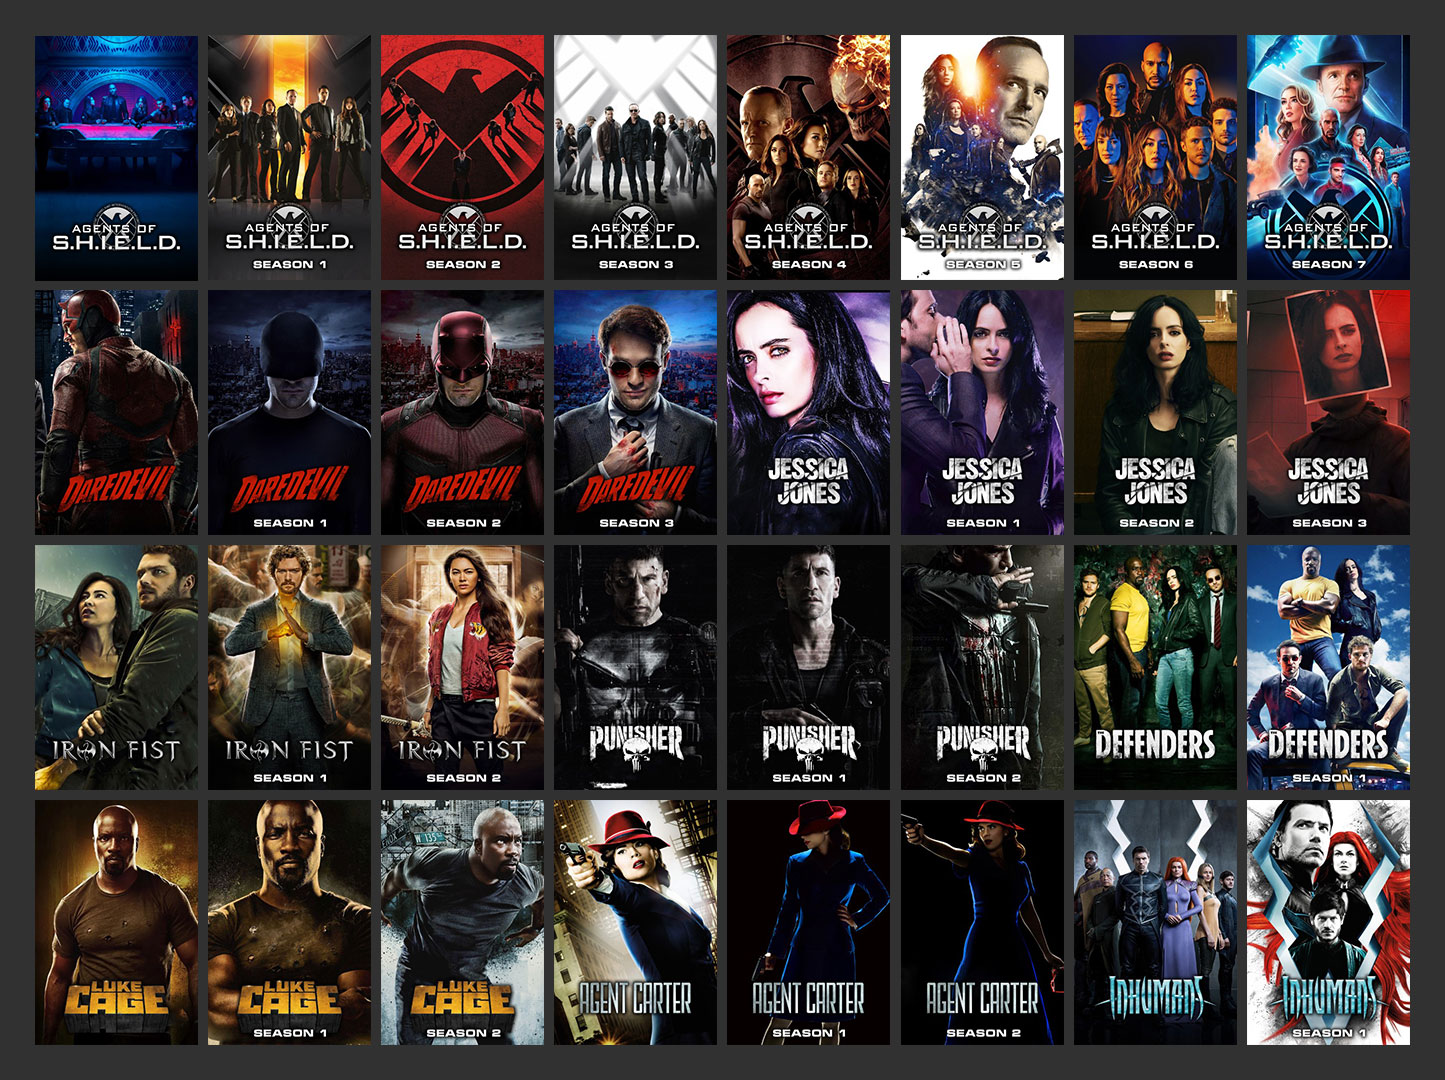 AGENTS OF
S.H.I.E.L.D.
AGENTS OF
S.H.I.E.L.D.
SEASON 1
AGENTS OF
S.H.I.E.L.D.
SEASON 2
AGENTS OF
S.H.I.E.L.D.
SEASON 3
AGENTS OF
S.H.I.E.L.D.
SEASON 4
AGENTS OF
S.H.I.E.L.D.
SEASON 5
AGENTS OF
S.H.I.E.L.D.
SEASON 6
AGENTS OF
S.H.I.E.L.D.
SEASON 7
DAREDEVIL
DAREDEVIL
SEASON 1
DAREDEVIL
SEASON 2
DAREDEVIL
SEASON 3
JESSICA
JONES
JESSICA
JONES
SEASON 1
JESSICA
JONES
SEASON 2
JESSICA
JONES
SEASON 3
IRON FIST
IRON FIST
SEASON 1
IRON FIST
SEASON 2
PUNISHER
PUNISHER
SEASON 1
PUNISHER
SEASON 2
DEFENDERS
DEFENDERS
SEASON 1
LUKE
CAGE
LUKE
CAGE
SEASON 1
135
LUKE
CAGE
SEASON 2
AGENT CARTER
AGENT CARTER
SEASON 1
AGENT CARTER
SEASON 2
INHUMANS
INHUMANS
SEASON 1